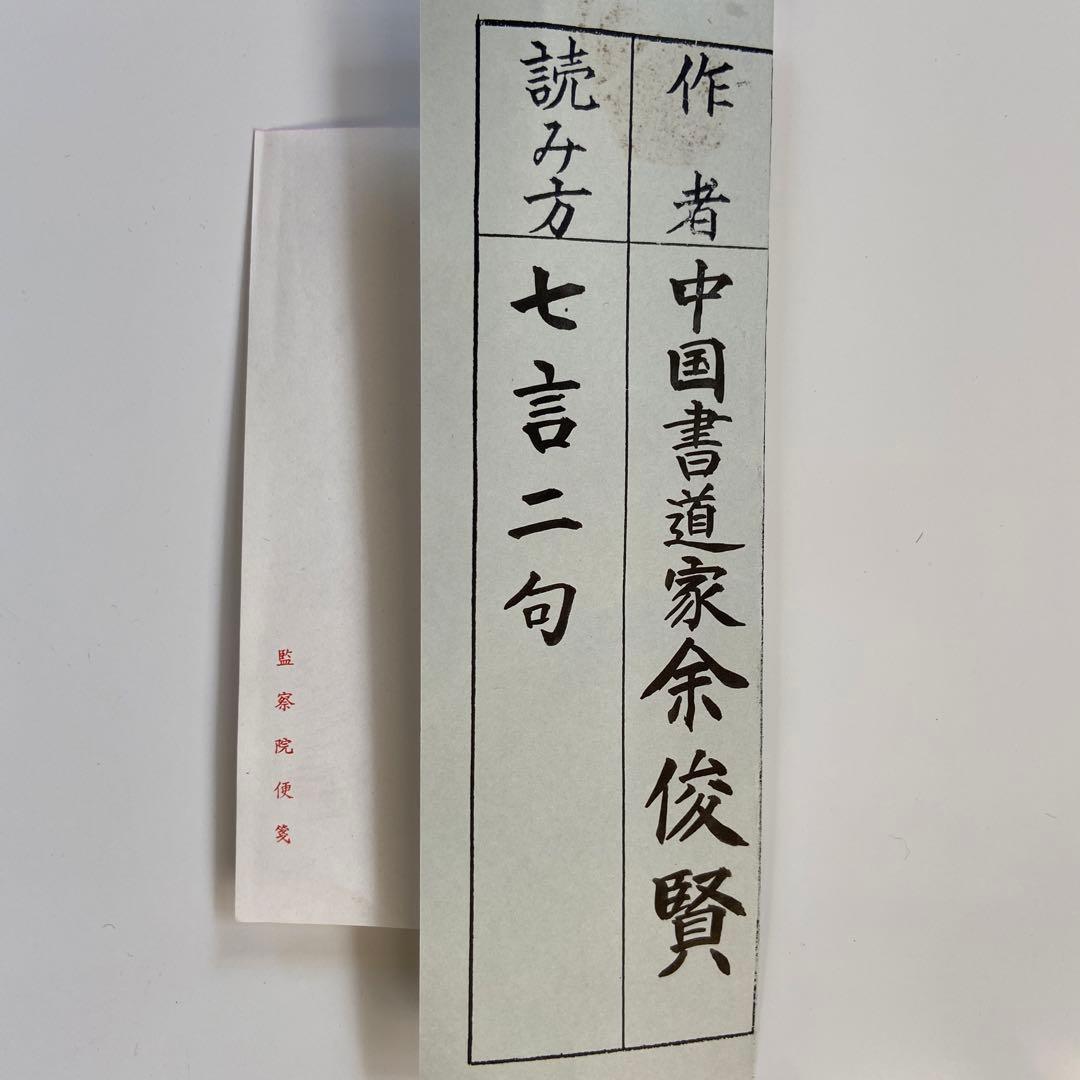 作者 中国書道家余俊賢
読み方 七言二句
監察院便箋